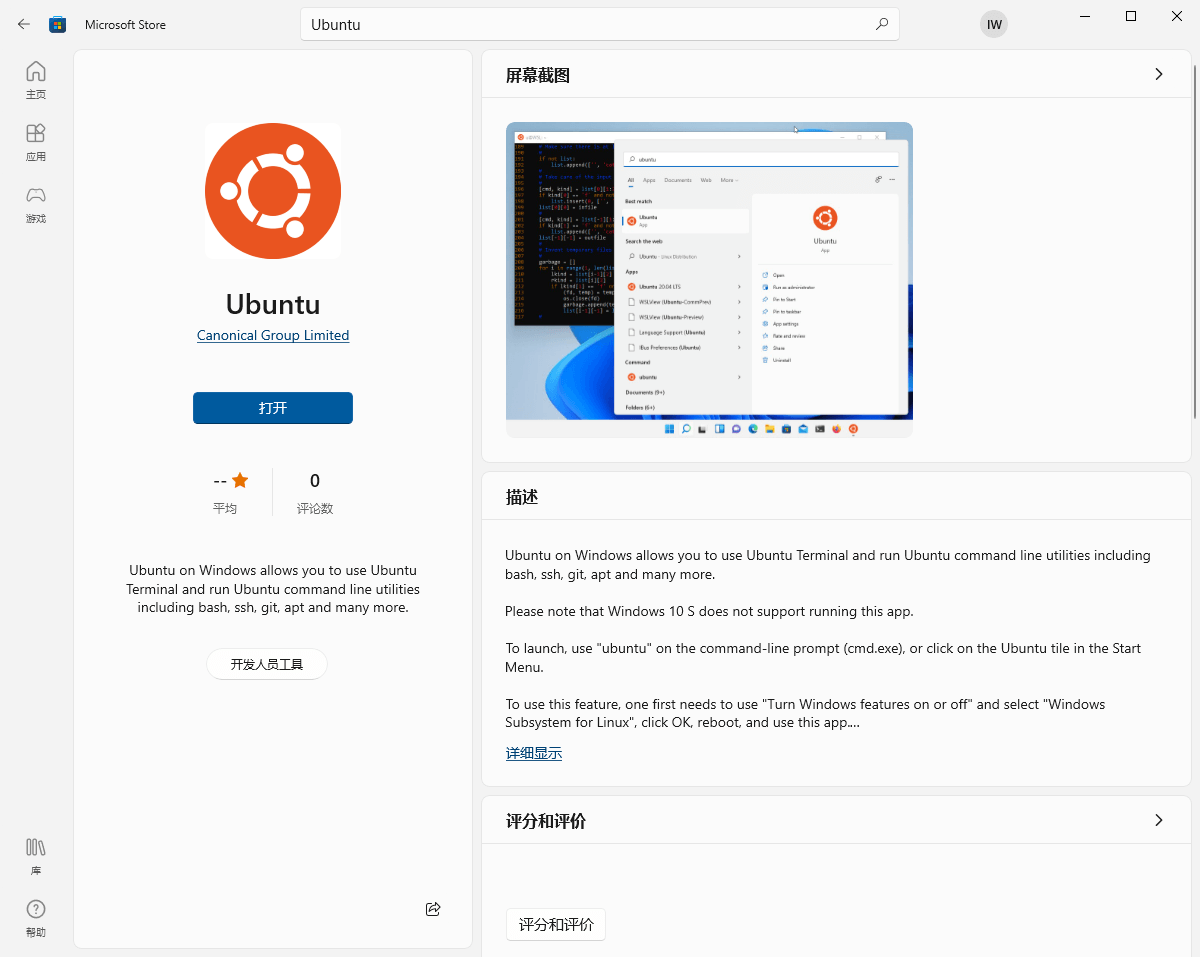 Microsoft Store
Ubuntu
IW
主页
应用
游戏
库
帮助
Ubuntu
Canonical Group Limited
打开
--
平均
0
评论数
Ubuntu on Windows allows you to use Ubuntu
Terminal and run Ubuntu command line utilities
including bash, ssh, git, apt and many more.
开发人员工具
屏幕截图
ubuntu
All Apps Documents Web More
Best match
Ubuntu
App
Search the web
Ubuntu - Linux Distribution
Apps
Ubuntu 20.04 LTS
WSLView (Ubuntu-CommPrev)
WSLView (Ubuntu-Preview)
Language Support (Ubuntu)
IBus Preferences (Ubuntu)
Command
ubuntu
Documents (9+)
Folders (6+)
Ubuntu
App
Open
Run as administrator
Pin to Start
Pin to taskbar
App settings
Rate and review
Share
Uninstall
描述
Ubuntu on Windows allows you to use Ubuntu Terminal and run Ubuntu command line utilities including
bash, ssh, git, apt and many more.
Please note that Windows 10 S does not support running this app.
To launch, use "ubuntu" on the command-line prompt (cmd.exe), or click on the Ubuntu tile in the Start
Menu.
To use this feature, one first needs to use "Turn Windows features on or off" and select "Windows
Subsystem for Linux", click OK, reboot, and use this app....
详细显示
评分和评价
评分和评价